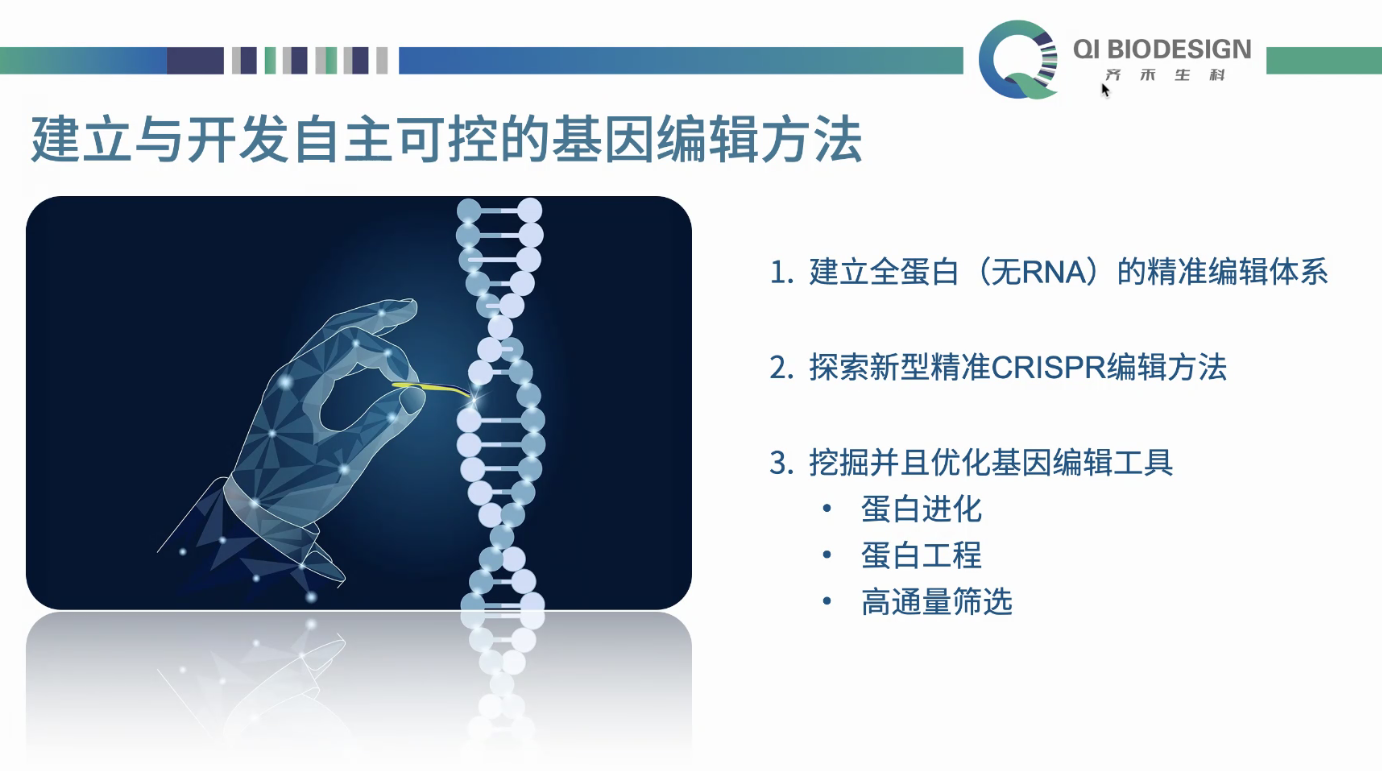 QI BIODESIGN
齐禾生科
建立与开发自主可控的基因编辑方法
1. 建立全蛋白（无RNA）的精准编辑体系
2. 探索新型精准CRISPR编辑方法
3. 挖掘并且优化基因编辑工具
• 蛋白进化
• 蛋白工程
• 高通量筛选